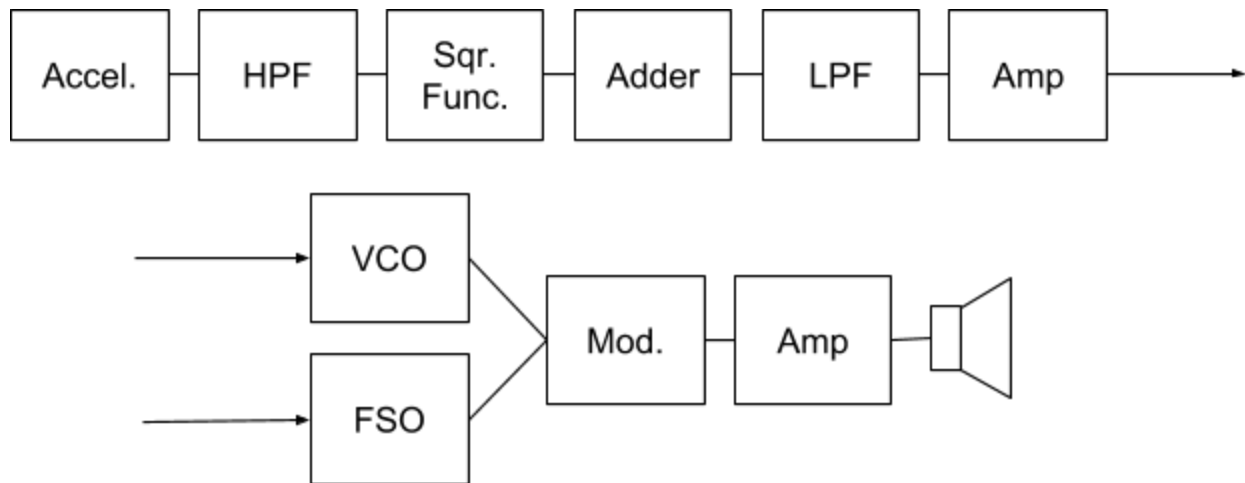 Accel.
HPF
Sqr.
Func.
Adder
LPF
Amp
VCO
Mod.
Amp
FSO